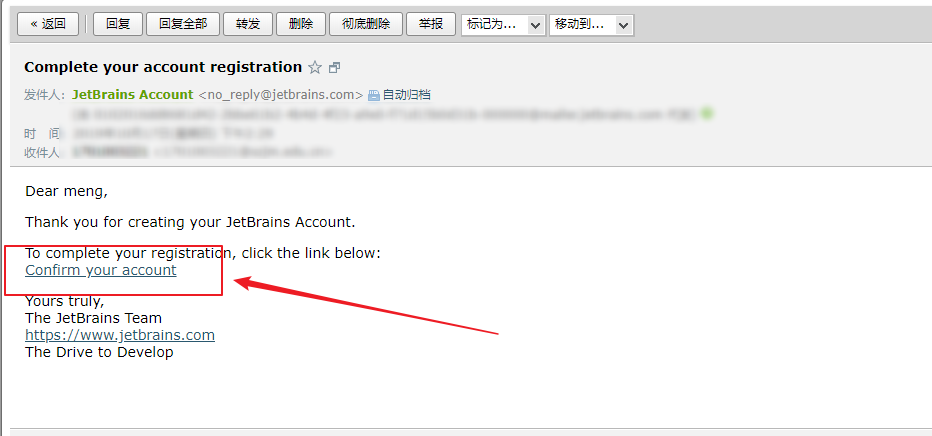 « 返回 回复 回复全部 转发 删除 彻底删除 举报 标记为... 移动到...
Complete your account registration
发件人: JetBrains Account <no_reply@jetbrains.com> 自动归档
时 间
收件人
Dear meng,
Thank you for creating your JetBrains Account.
To complete your registration, click the link below:
Confirm your account
Yours truly,
The JetBrains Team
https://www.jetbrains.com
The Drive to Develop